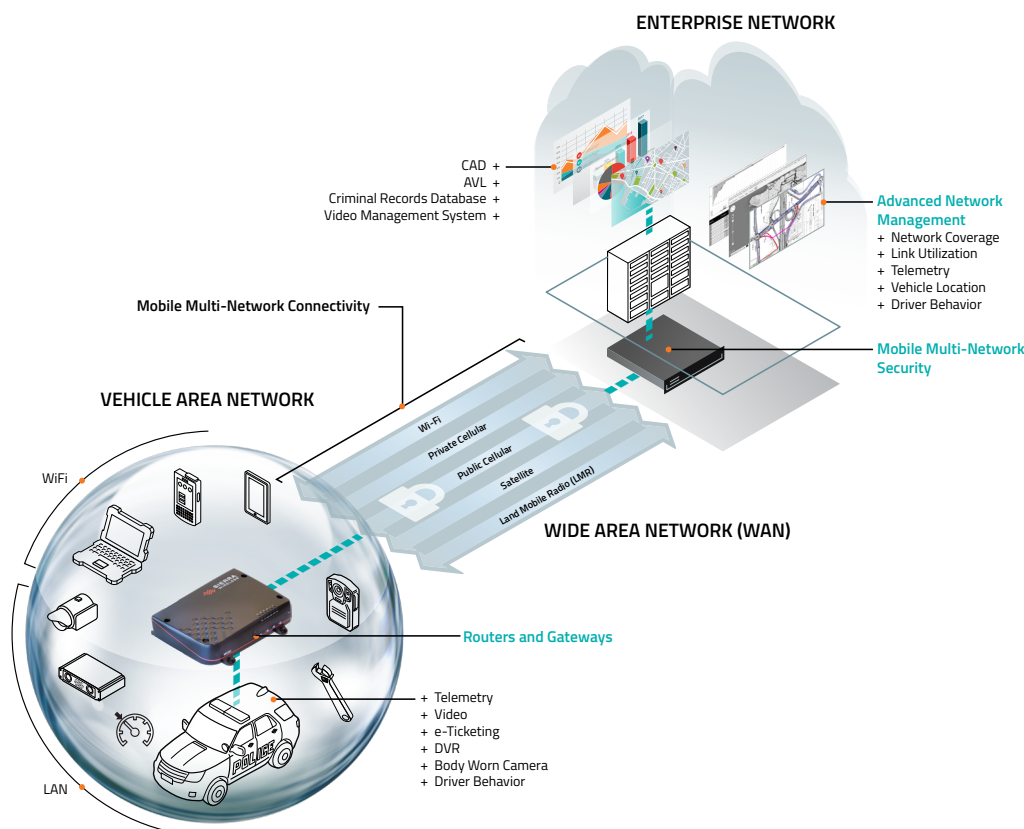 ENTERPRISE NETWORK
CAD +
AVL +
Criminal Records Database +
Video Management System +
Advanced Network
Management
+ Network Coverage
+ Link Utilization
+ Telemetry
+ Vehicle Location
+ Driver Behavior
Mobile Multi-Network Connectivity
Mobile Multi-Network
Security
VEHICLE AREA NETWORK
Wi-Fi
Private Cellular
Public Cellular
Satellite
Land Mobile Radio (LMR)
WiFi
WIDE AREA NETWORK (WAN)
SIERRA
WIRELESS
Routers and Gateways
+ Telemetry
+ Video
+ e-Ticketing
+ DVR
+ Body Worn Camera
+ Driver Behavior
POLICE
LAN